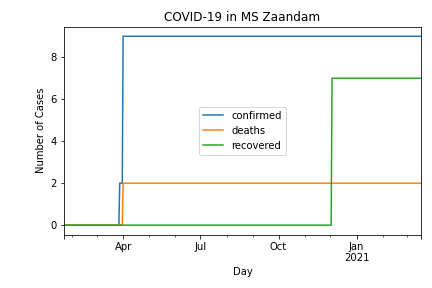 COVID-19 in MS Zaandam
Number of Cases
8
6
4
2
0
confirmed
deaths
recovered
Apr
Jul
Oct
Jan
2021
Day